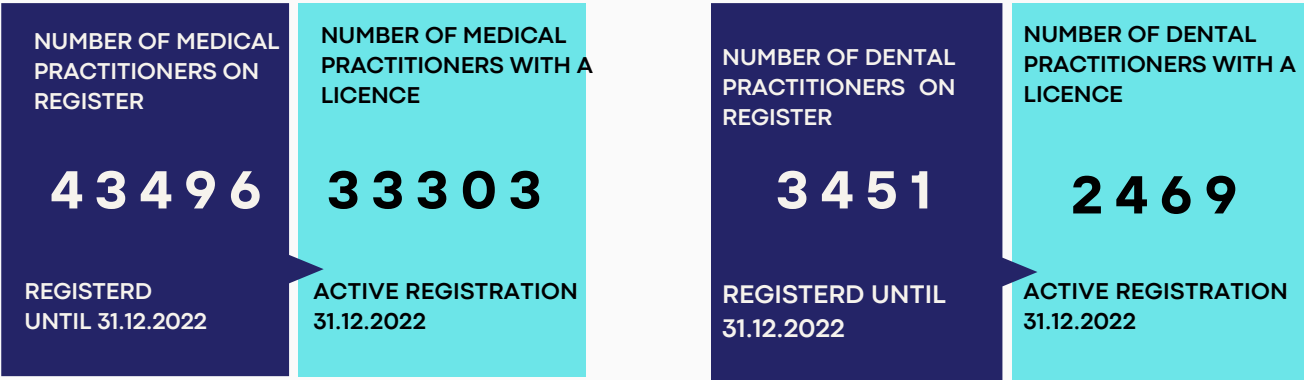 NUMBER OF MEDICAL
PRACTITIONERS ON
REGISTER
43496
REGISTERD
UNTIL 31.12.2022
NUMBER OF MEDICAL
PRACTITIONERS WITH A
LICENCE
33303
ACTIVE REGISTRATION
31.12.2022
NUMBER OF DENTAL
PRACTITIONERS ON
REGISTER
3451
REGISTERD UNTIL
31.12.2022
NUMBER OF DENTAL
PRACTITIONERS WITH A
LICENCE
2469
ACTIVE REGISTRATION
31.12.2022